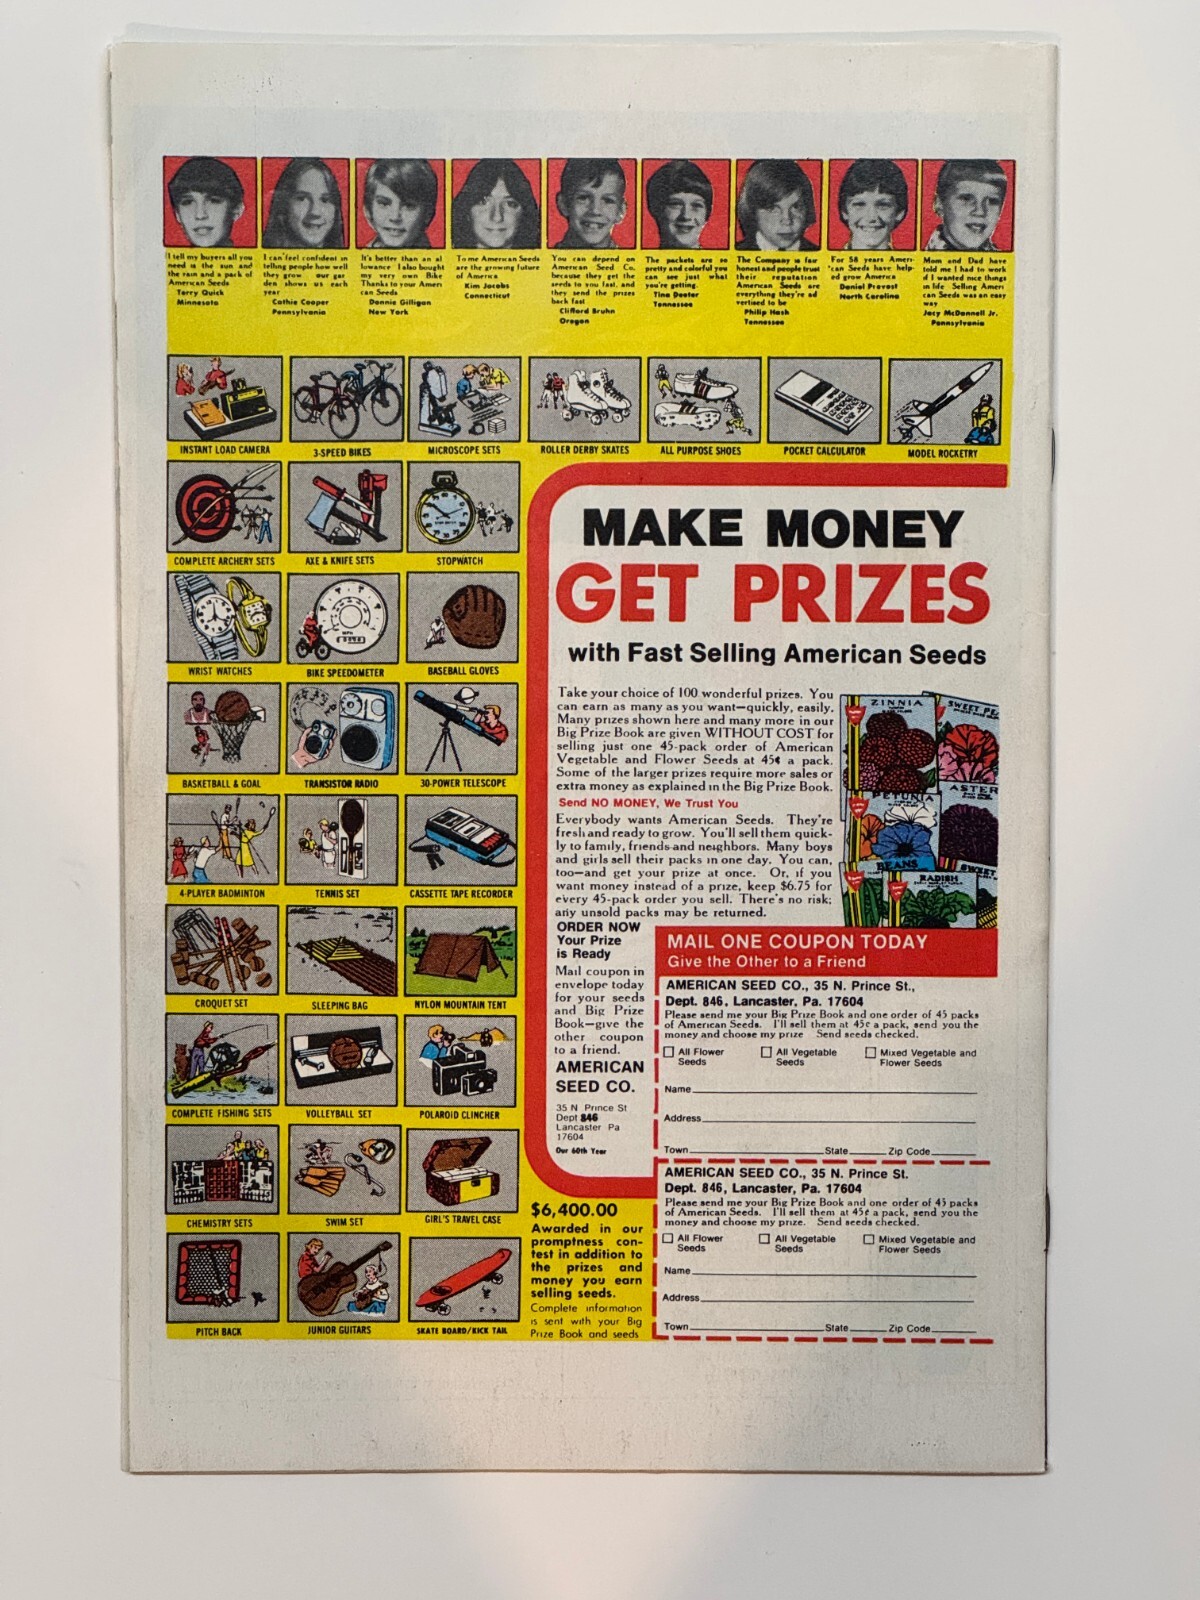 I tell my buyers all you
need is the sun and
the rain and a pack of
American Seeds
Terry Quick
Minnesota
I can feel confident in
telling people how well
they grow our gar
den shows us each
year
Cathie Cooper
Pennsylvania
It's better than an al
lowance I also bought
my very own Bike
Thanks to your Ameri
can Seeds
Donnie Gilligan
New York
To me American Seeds
are the growing future
of America
Kim Jacobs
Connecticut
You can depend on
American Seed Co.
because they get the
seeds to you fast, and
they send the prizes
back fast
Clifford Bruhn
Oregon
The packets are so
pretty and colorful you
can see just what
you're getting.
Tina Deeter
Tennessee
The Company is fair
honest and people trust
their reputation
American Seeds are
everything they're ad
vertised to be
Philip Hash
Tennessee
For 58 years Ameri-
can Seeds have help-
ed grow America
Daniel Provost
North Carolina
Mom and Dad have
told me I had to work
if I wanted nice things
in life Selling Ameri
can Seeds was an easy
way
Jacy McDonnell Jr.
Pennsylvania
INSTANT LOAD CAMERA
3-SPEED BIKES
MICROSCOPE SETS
ROLLER DERBY SKATES
ALL PURPOSE SHOES
POCKET CALCULATOR
MODEL ROCKETRY
COMPLETE ARCHERY SETS
AXE & KNIFE SETS
STOPWATCH
WRIST WATCHES
BIKE SPEEDOMETER
BASEBALL GLOVES
BASKETBALL & GOAL
TRANSISTOR RADIO
30-POWER TELESCOPE
4-PLAYER BADMINTON
TENNIS SET
CASSETTE TAPE RECORDER
CROQUET SET
SLEEPING BAG
NYLON MOUNTAIN TENT
COMPLETE FISHING SETS
VOLLEYBALL SET
POLAROID CLINCHER
CHEMISTRY SETS
SWIM SET
GIRL'S TRAVEL CASE
PITCH BACK
JUNIOR GUITARS
SKATE BOARD/KICK TAIL
MAKE MONEY
GET PRIZES
with Fast Selling American Seeds
Take your choice of 100 wonderful prizes. You
can earn as many as you want—quickly, easily.
Many prizes shown here and many more in our
Big Prize Book are given WITHOUT COST for
selling just one 45-pack order of American
Vegetable and Flower Seeds at 45¢ a pack.
Some of the larger prizes require more sales or
extra money as explained in the Big Prize Book.
Send NO MONEY, We Trust You
Everybody wants American Seeds. They're
fresh and ready to grow. You'll sell them quick-
ly to family, friends and neighbors. Many boys
and girls sell their packs in one day. You can,
too—and get your prize at once. Or, if you
want money instead of a prize, keep $6.75 for
every 45-pack order you sell. There's no risk;
any unsold packs may be returned.
ZINNIA
SWEET PE
PETUNIA
ASTER
BEANS
SWEET
RADISH
ORDER NOW
Your Prize
is Ready
Mail coupon in
envelope today
for your seeds
and Big Prize
Book—give the
other coupon
to a friend.
AMERICAN
SEED CO.
35 N Prince St
Dept 846
Lancaster Pa
17604
Our 60th Year
$6,400.00
Awarded in our
promptness con-
test in addition to
the prizes and
money you earn
selling seeds.
Complete information
is sent with your Big
Prize Book and seeds
MAIL ONE COUPON TODAY
Give the Other to a Friend
AMERICAN SEED CO., 35 N. Prince St.,
Dept. 846, Lancaster, Pa. 17604
Please send me your Big Prize Book and one order of 45 packs
of American Seeds. I'll sell them at 45¢ a pack, send you the
money and choose my prize Send seeds checked.
All Flower
Seeds
All Vegetable
Seeds
Mixed Vegetable and
Flower Seeds
Name
Address
Town State Zip Code
AMERICAN SEED CO., 35 N. Prince St.
Dept. 846, Lancaster, Pa. 17604
Please send me your Big Prize Book and one order of 45 packs
of American Seeds. I'll sell them at 45¢ a pack, send you the
money and choose my prize. Send seeds checked.
All Flower
Seeds
All Vegetable
Seeds
Mixed Vegetable and
Flower Seeds
Name
Address
Town State Zip Code